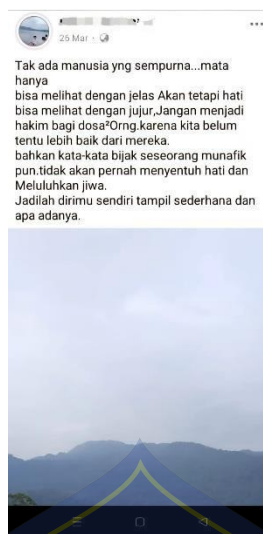 26 Mar ·
Tak ada manusia yng sempurna...mata
hanya
bisa melihat dengan jelas Akan tetapi hati
bisa melihat dengan jujur,Jangan menjadi
hakim bagi dosa²Orng.karena kita belum
tentu lebih baik dari mereka.
bahkan kata-kata bijak seseorang munafik
pun.tidak akan pernah menyentuh hati dan
Meluluhkan jiwa.
Jadilah dirimu sendiri tampil sederhana dan
apa adanya.